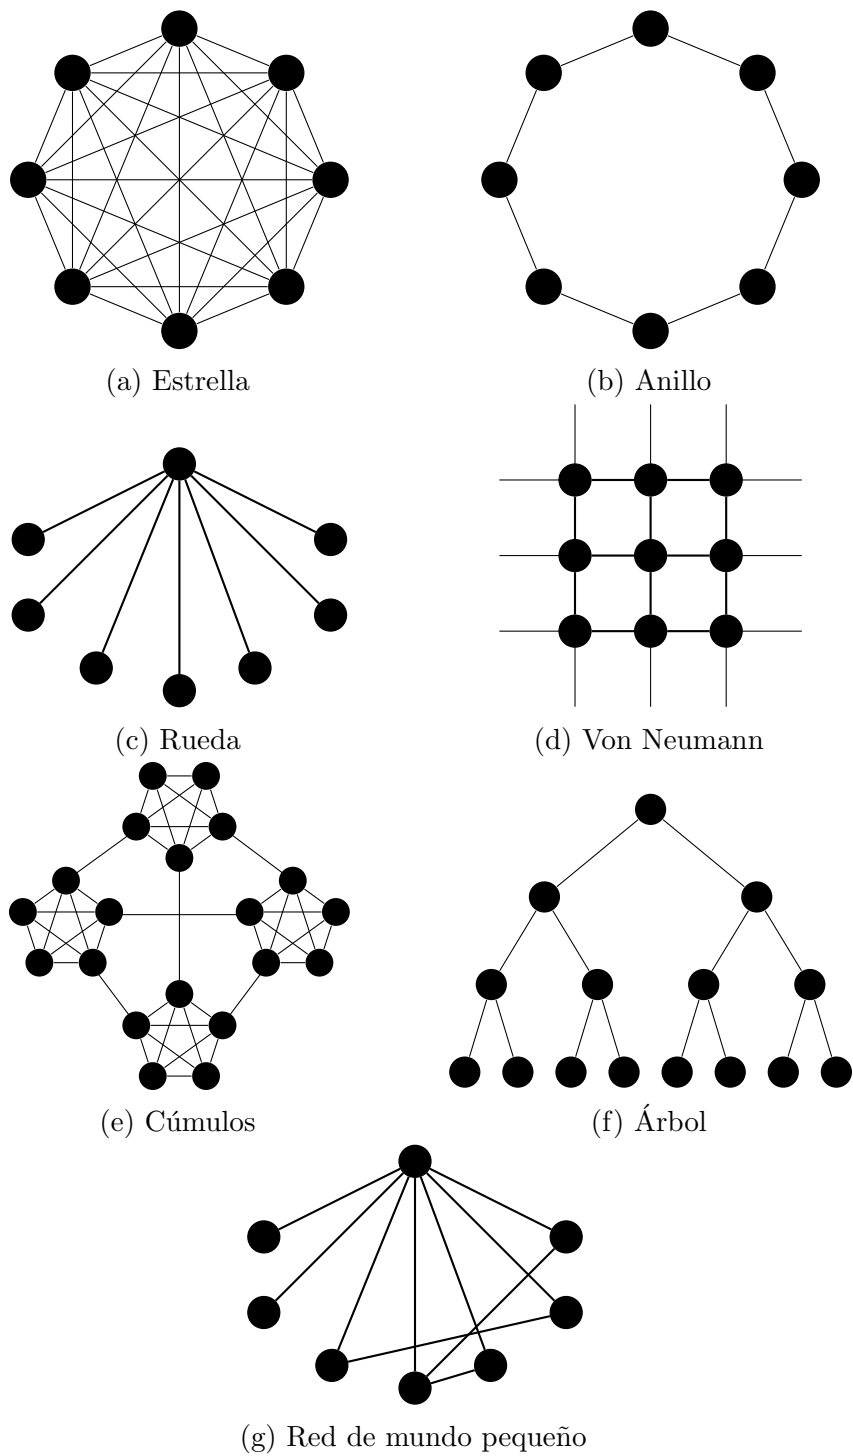 (a) Estrella
(b) Anillo
(c) Rueda
(d) Von Neumann
(e) Cúmulos
(f) Árbol
(g) Red de mundo pequeño